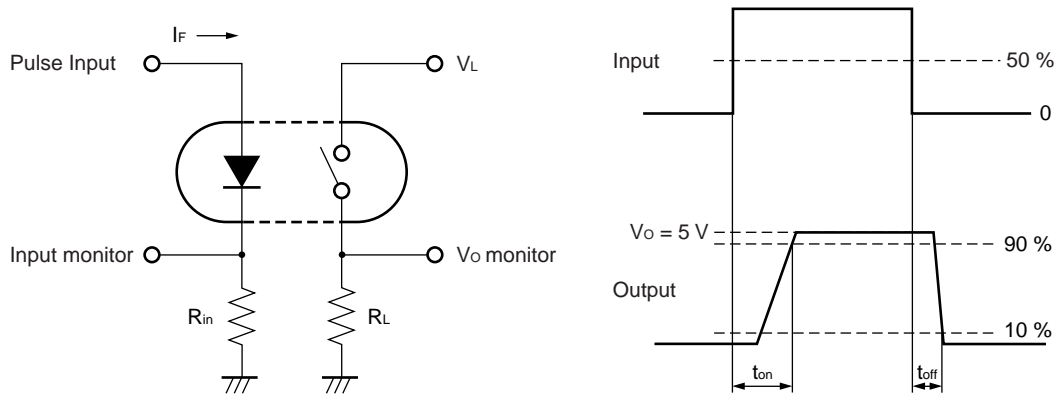 IF
Pulse Input
VL
Input monitor
VO monitor
Rin
RL
Input
50 %
0
VO = 5 V
90 %
Output
10 %
ton
toff